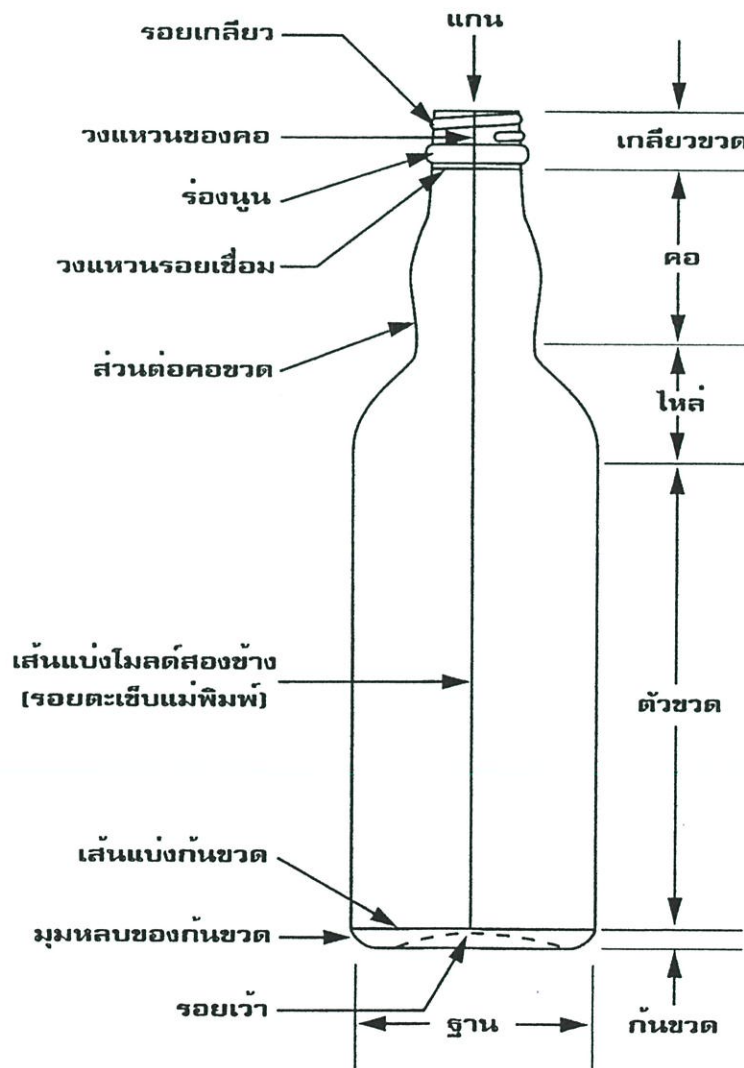 แกน
รอยเกลียว
วงแหวนของคอ
เกลียวขวด
ร่องนูน
คอ
วงแหวนรอยเชื่อม
ส่วนต่อคอขวด
ไหล่
เส้นแบ่งโมลด์สองข้าง
(รอยตะเข็บแม่พิมพ์)
ตัวขวด
เส้นแบ่งก้นขวด
มุมหลบของก้นขวด
รอยเว้า
ฐาน
ก้นขวด